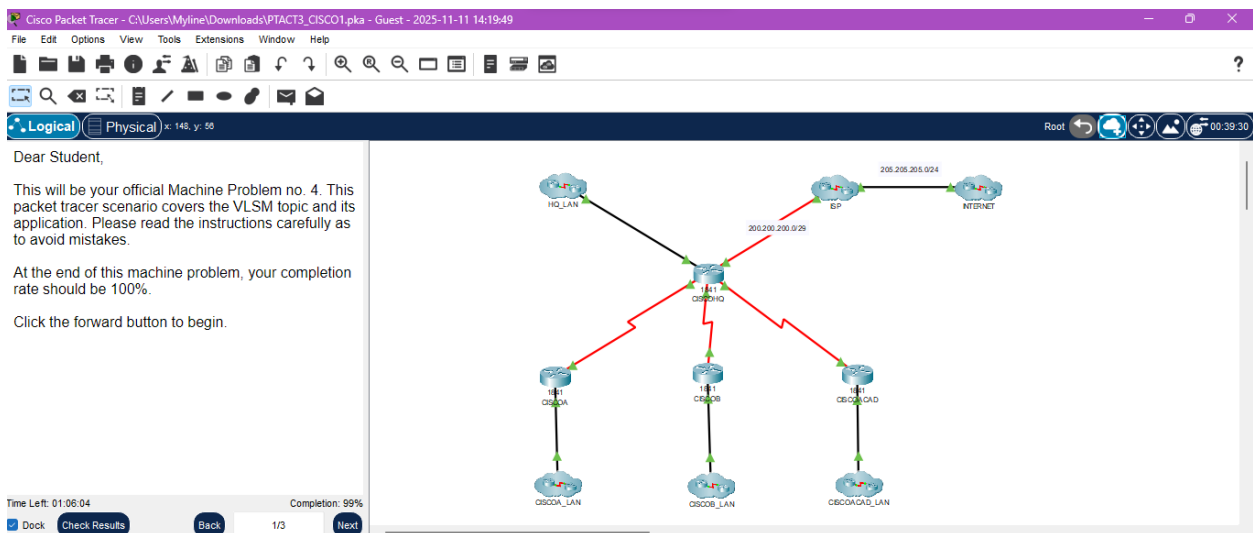 Cisco Packet Tracer - C:\Users\Myline\Downloads\PTACT3_CISCO1.pka - Guest - 2025-11-11 14:19:49
File Edit Options View Tools Extensions Window Help
?
Logical Physical x: 148, y: 56
Root 00:39:30
Dear Student,
This will be your official Machine Problem no. 4. This
packet tracer scenario covers the VLSM topic and its
application. Please read the instructions carefully as
to avoid mistakes.
At the end of this machine problem, your completion
rate should be 100%.
Click the forward button to begin.
Time Left: 01:06:04 Completion: 99%
Dock Check Results Back 1/3 Next
205.205.205.0/24
HQ_LAN
ISP
INTERNET
200.200.200.0/29
1841
CISCOHQ
1841
CISCOA
1841
CISCOB
1841
CISCOACAD
CISCOA_LAN
CISCOB_LAN
CISCOACAD_LAN